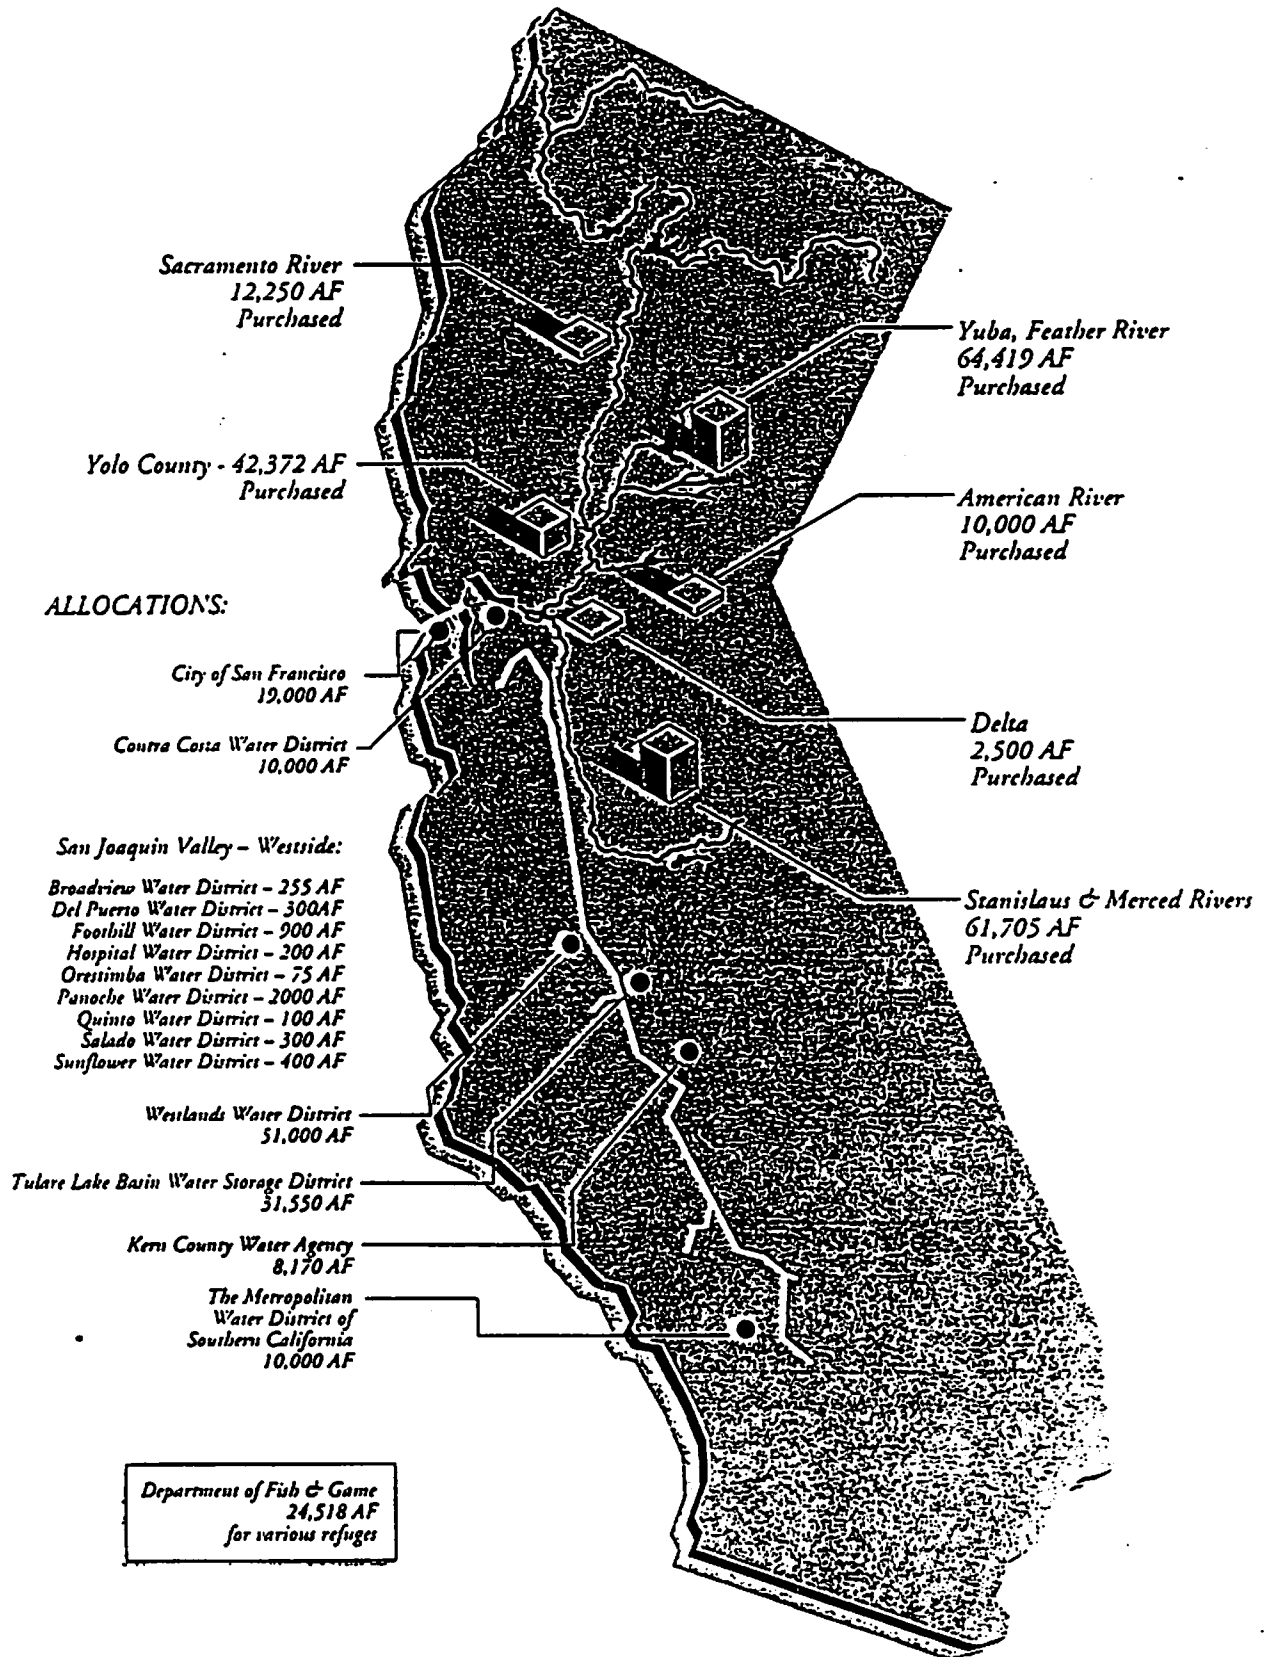 Sacramento River
12,250 AF
Purchased
Yuba, Feather River
64,419 AF
Purchased
Yolo County - 42,372 AF
Purchased
American River
10,000 AF
Purchased
ALLOCATIONS:
City of San Francisco
19,000 AF
Contra Costa Water District
10,000 AF
Delta
2,500 AF
Purchased
San Joaquin Valley – Westside:
Broadview Water District – 255 AF
Del Puerto Water District – 300AF
Foothill Water District – 900 AF
Hospital Water District – 200 AF
Orestimba Water District – 75 AF
Panoche Water District – 2000 AF
Quinto Water District – 100 AF
Salado Water District – 300 AF
Sunflower Water District – 400 AF
Stanislaus & Merced Rivers
61,705 AF
Purchased
Westlands Water District
51,000 AF
Tulare Lake Basin Water Storage District
31,550 AF
Kern County Water Agency
8,170 AF
The Metropolitan
Water District of
Southern California
10,000 AF
Department of Fish & Game
24,518 AF
for various refuges